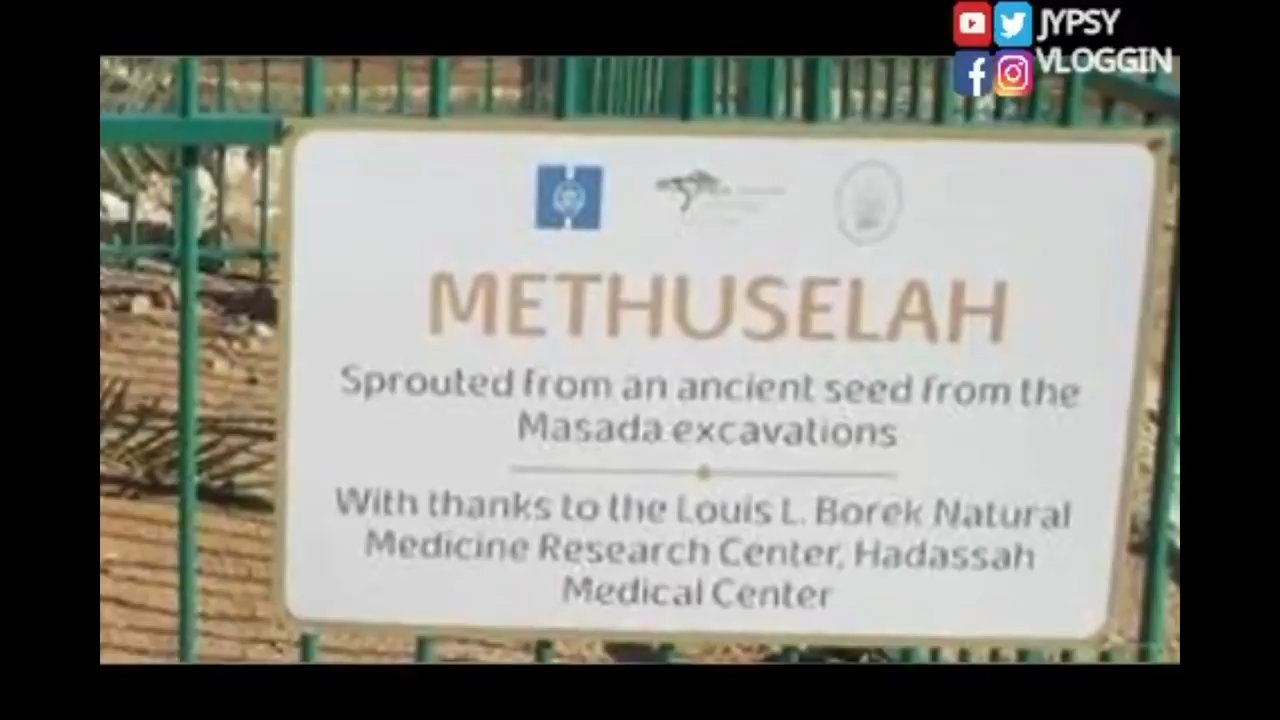 JYPSY
VLOGGIN
METHUSELAH
Sprouted from an ancient seed from the
Masada excavations
With thanks to the Louis L. Borek Natural
Medicine Research Center, Hadassah
Medical Center